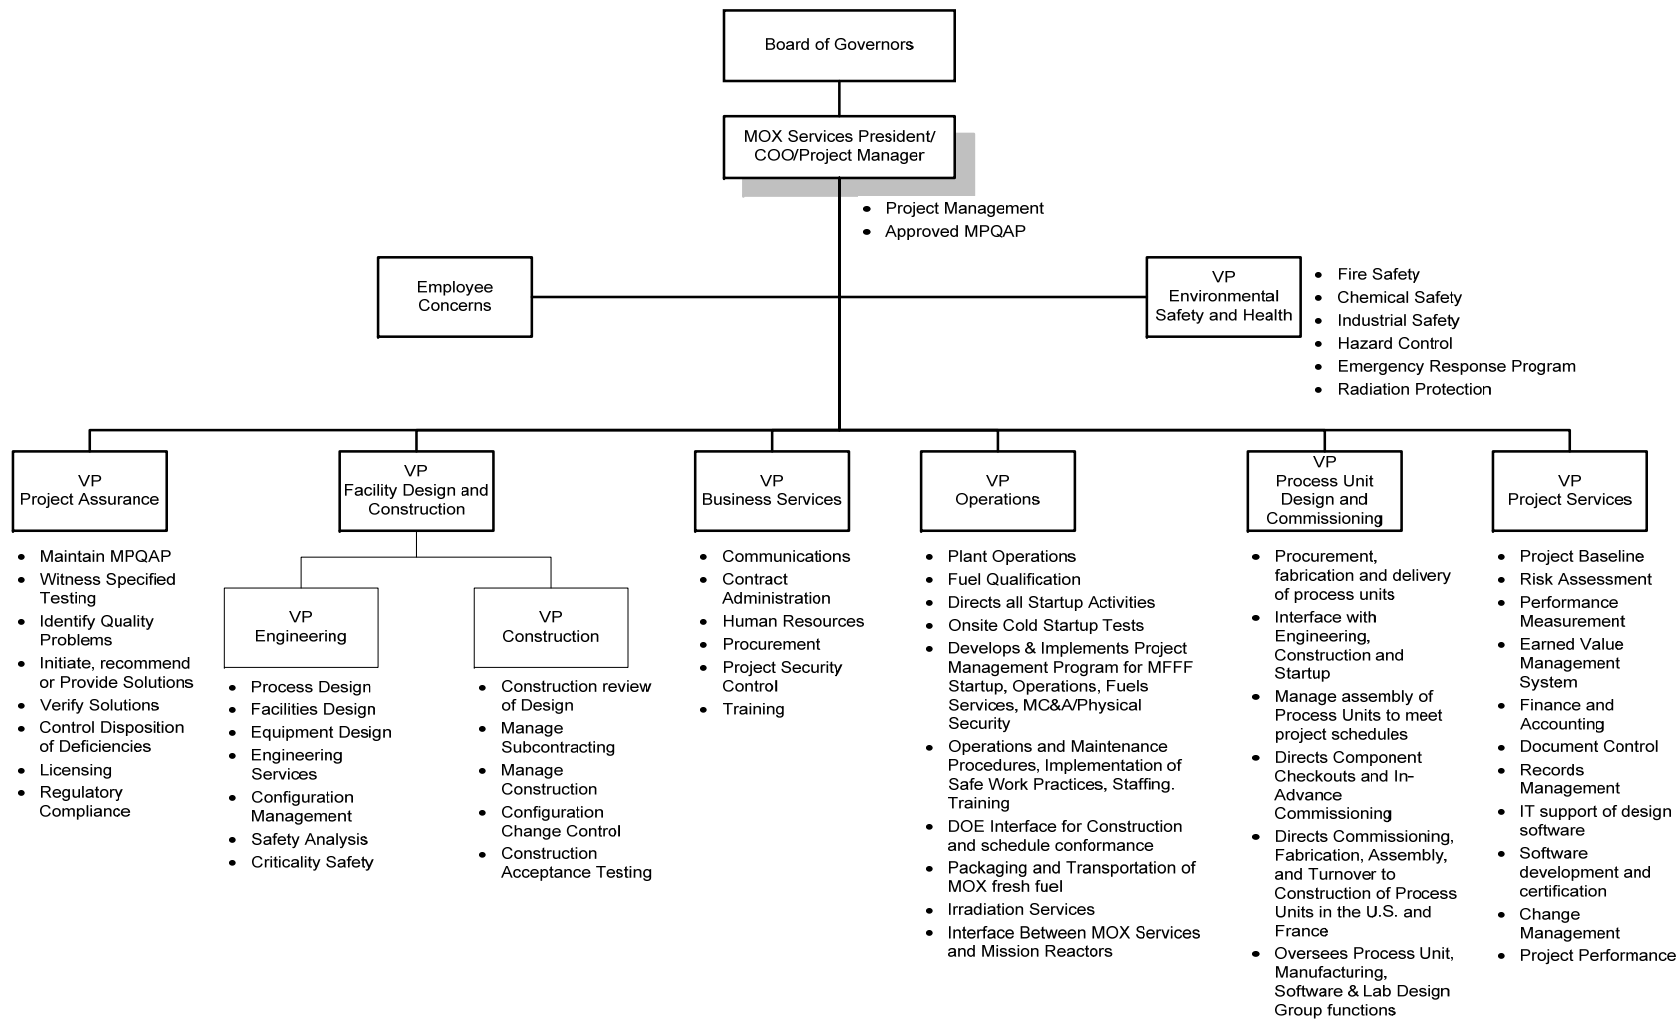 Board of Governors
MOX Services President/
COO/Project Manager
• Project Management
• Approved MPQAP
Employee
Concerns
VP
Environmental
Safety and Health
• Fire Safety
• Chemical Safety
• Industrial Safety
• Hazard Control
• Emergency Response Program
• Radiation Protection
VP
Project Assurance
• Maintain MPQAP
• Witness Specified
Testing
• Identify Quality
Problems
• Initiate, recommend
or Provide Solutions
• Verify Solutions
• Control Disposition
of Deficiencies
• Licensing
• Regulatory
Compliance
VP
Facility Design and
Construction
VP
Engineering
• Process Design
• Facilities Design
• Equipment Design
• Engineering
Services
• Configuration
Management
• Safety Analysis
• Criticality Safety
VP
Construction
• Construction review
of Design
• Manage
Subcontracting
• Manage
Construction
• Configuration
Change Control
• Construction
Acceptance Testing
VP
Business Services
• Communications
• Contract
Administration
• Human Resources
• Procurement
• Project Security
Control
• Training
VP
Operations
• Plant Operations
• Fuel Qualification
• Directs all Startup Activities
• Onsite Cold Startup Tests
• Develops & Implements Project
Management Program for MFFF
Startup, Operations, Fuels
Services, MC&A/Physical
Security
• Operations and Maintenance
Procedures, Implementation of
Safe Work Practices, Staffing.
Training
• DOE Interface for Construction
and schedule conformance
• Packaging and Transportation of
MOX fresh fuel
• Irradiation Services
• Interface Between MOX Services
and Mission Reactors
VP
Process Unit
Design and
Commissioning
• Procurement,
fabrication and delivery
of process units
• Interface with
Engineering,
Construction and
Startup
• Manage assembly of
Process Units to meet
project schedules
• Directs Component
Checkouts and In-
Advance
Commissioning
• Directs Commissioning,
Fabrication, Assembly,
and Turnover to
Construction of Process
Units in the U.S. and
France
• Oversees Process Unit,
Manufacturing,
Software & Lab Design
Group functions
VP
Project Services
• Project Baseline
• Risk Assessment
• Performance
Measurement
• Earned Value
Management
System
• Finance and
Accounting
• Document Control
• Records
Management
• IT support of design
software
• Software
development and
certification
• Change
Management
• Project Performance